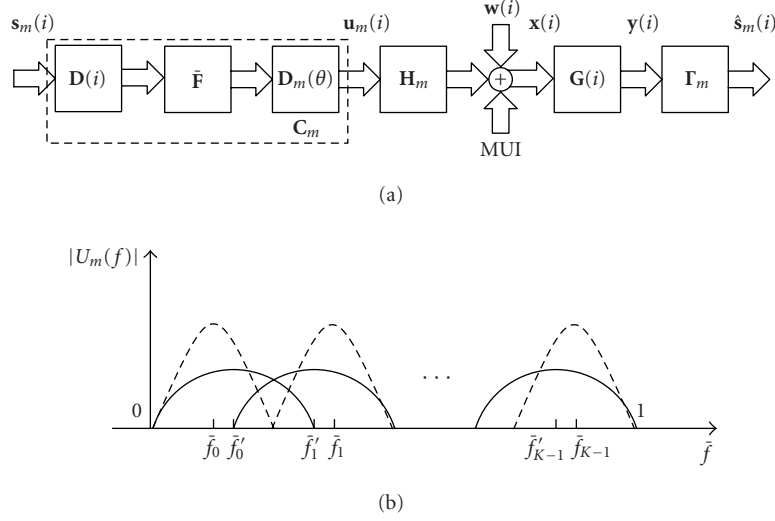 s_m(i) u_m(i) w(i) x(i) y(i) ŝ_m(i)
D(i) F̄ D_m(θ) H_m + G(i) Γ_m
C_m
MUI
(a)
|U_m(f)|
· · ·
0 1
f̄_0 f̄_0′ f̄_1′ f̄_1 f̄′_{K−1} f̄_{K−1} f̄
(b)